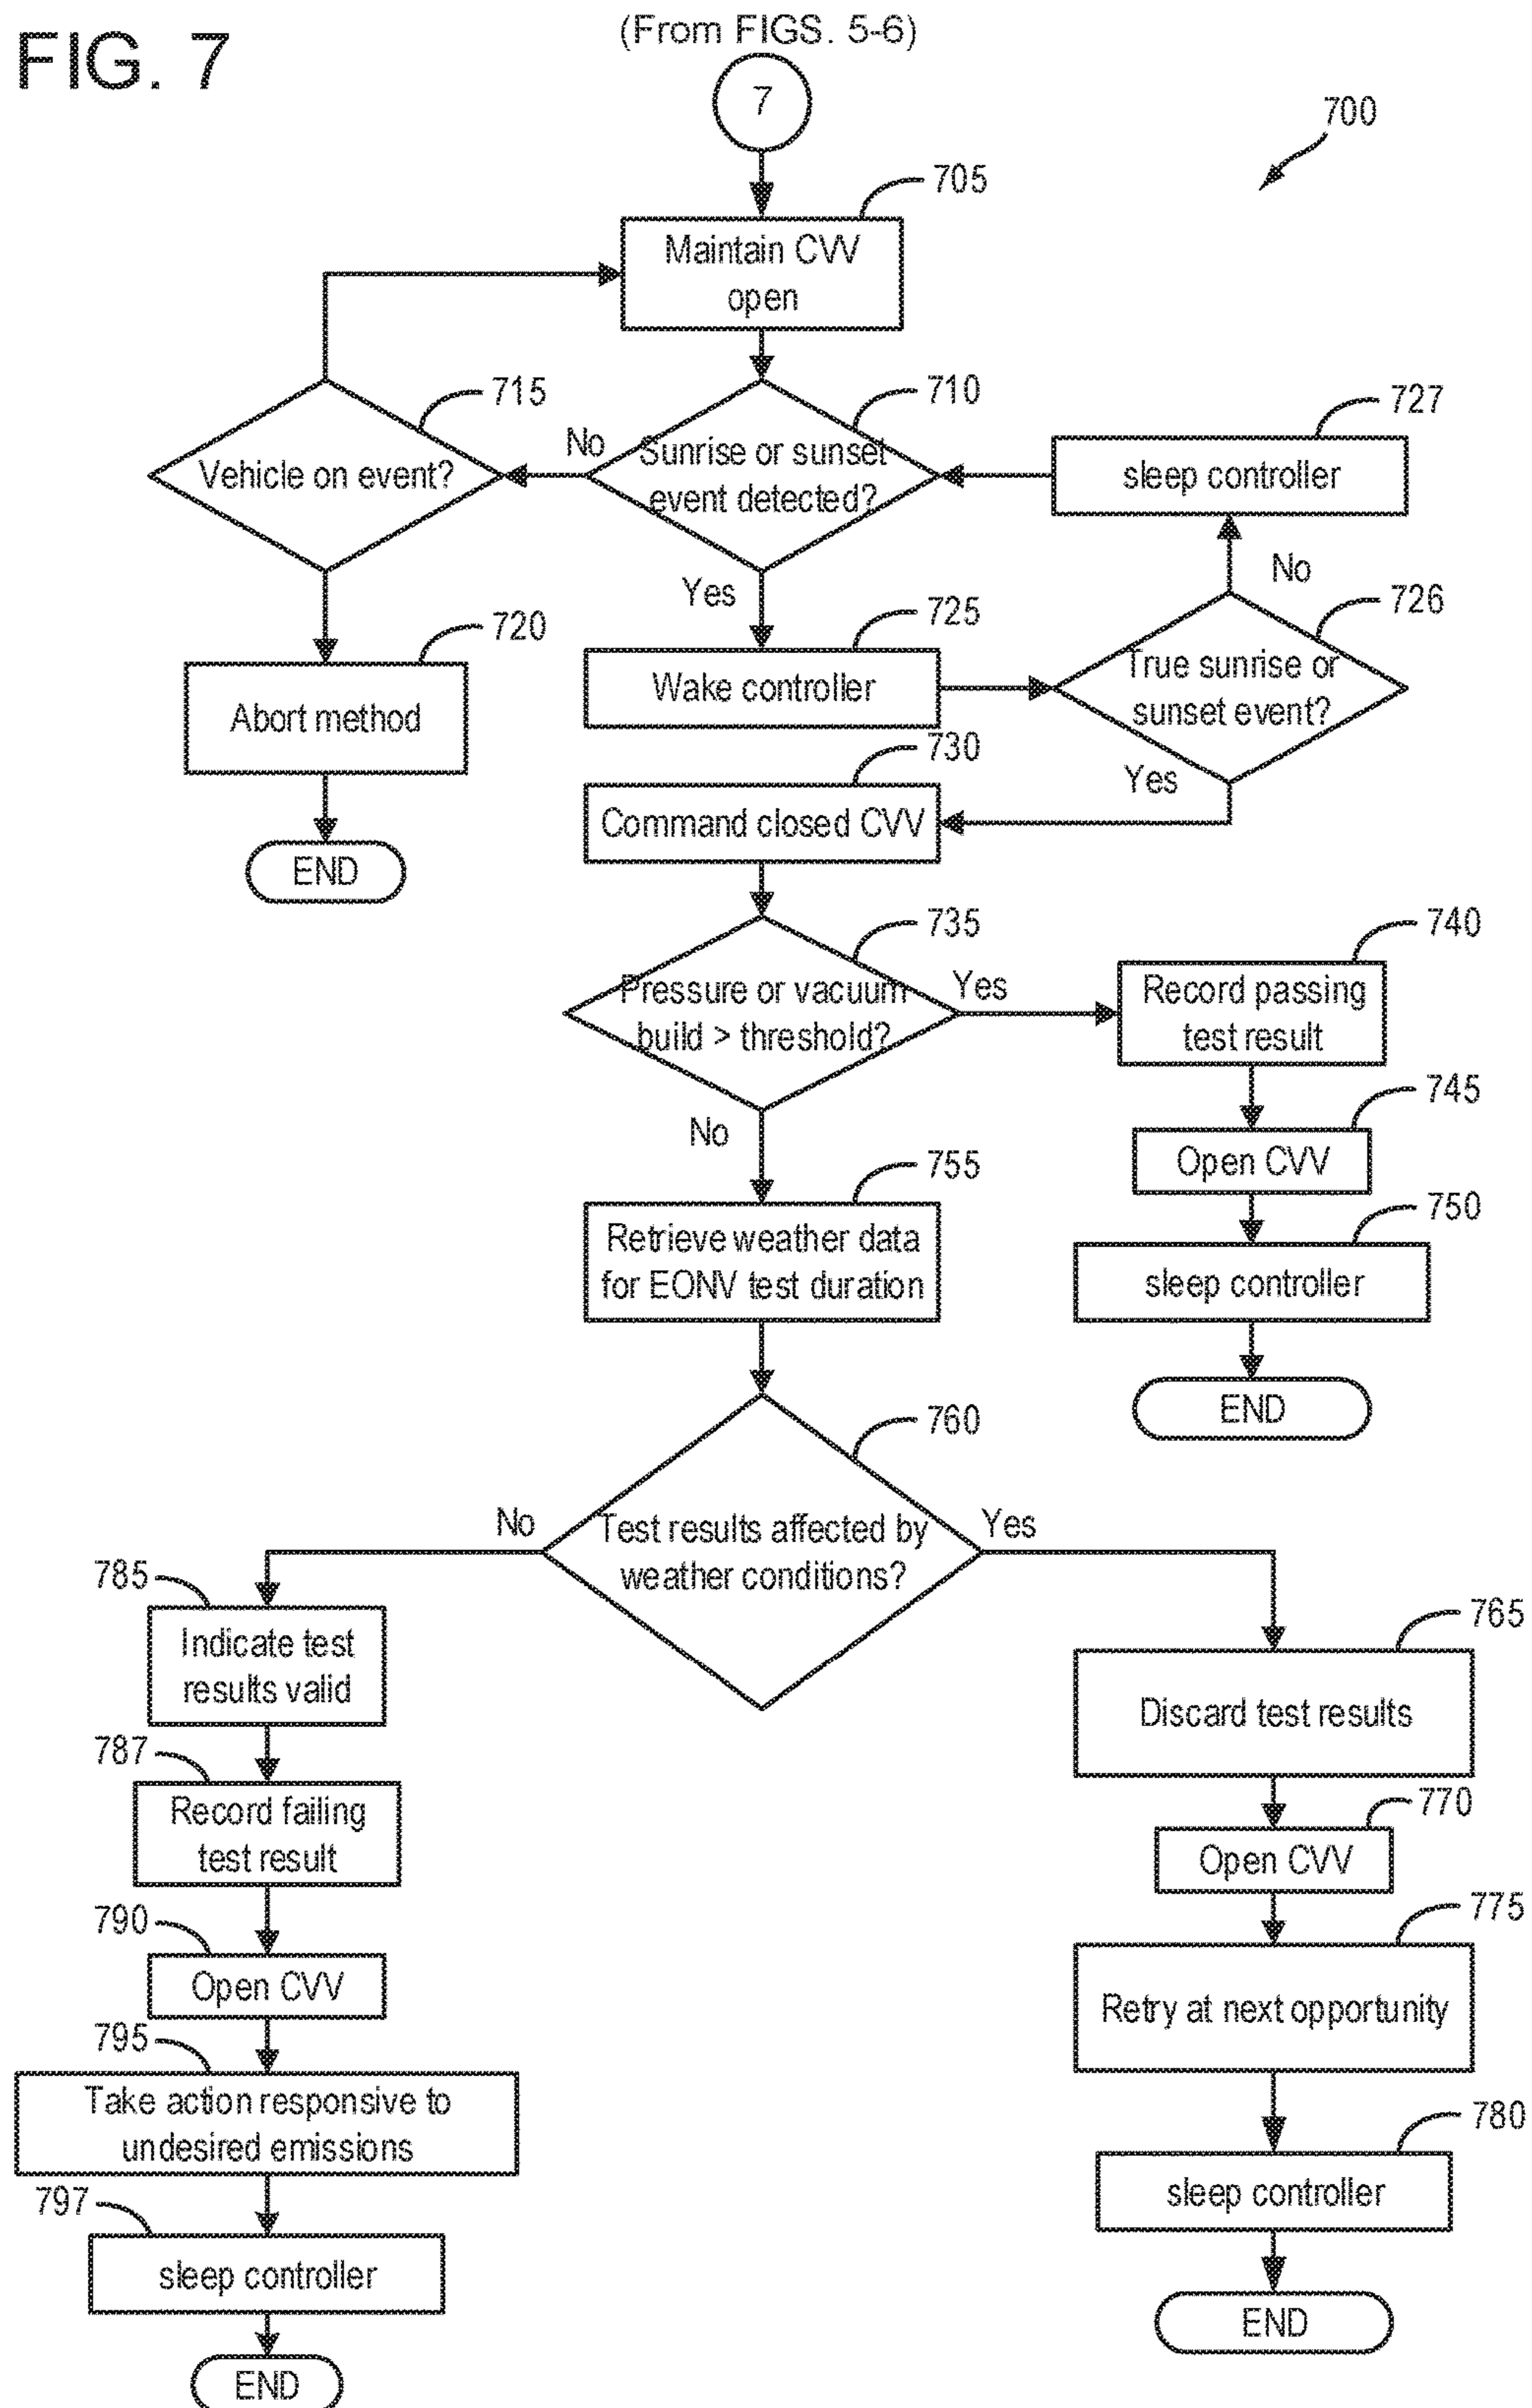 FIG. 7
(From FIGS. 5-6)
7
700
705
Maintain CVV
open
715
710
727
Vehicle on event?
No
Sunrise or sunset
event detected?
sleep controller
Yes
No
720
725
726
Abort method
Wake controller
True sunrise or
sunset event?
730
Yes
Command closed CVV
END
735
740
Pressure or vacuum
build > threshold?
Yes
Record passing
test result
No
745
Open CVV
755
750
Retrieve weather data
for EONV test duration
sleep controller
END
760
No
Test results affected by
weather conditions?
Yes
785
765
Indicate test
results valid
Discard test results
787
770
Record failing
test result
Open CVV
790
775
Open CVV
Retry at next opportunity
795
Take action responsive to
undesired emissions
780
sleep controller
797
sleep controller
END
END